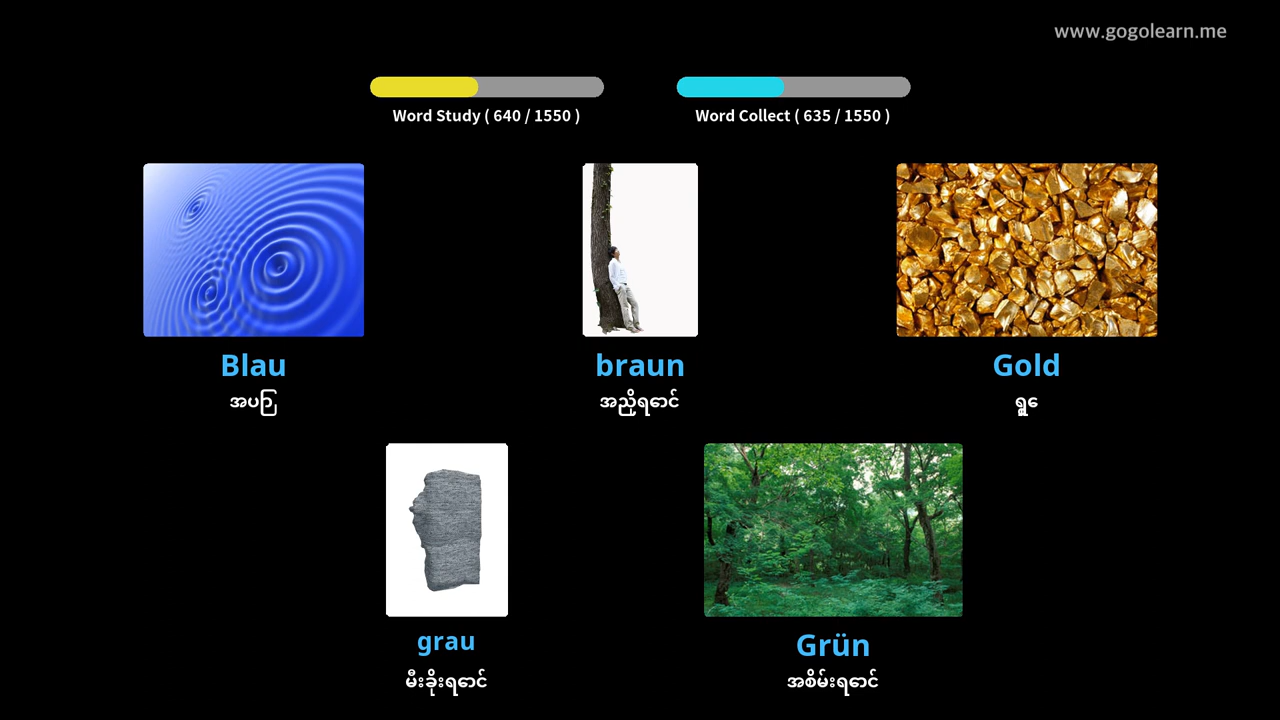 www.gogolearn.me
Word Study ( 640 / 1550 )
Word Collect ( 635 / 1550 )
Blau
အပြာ
braun
အညိုရောင်
Gold
ရွှေ
grau
မီးခိုးရောင်
Grün
အစိမ်းရောင်